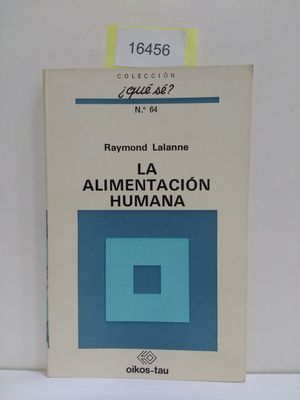 16456
COLECCIÓN
¿qué sé?
N.º 64
Raymond Lalanne
LA
ALIMENTACIÓN
HUMANA
oikos-tau